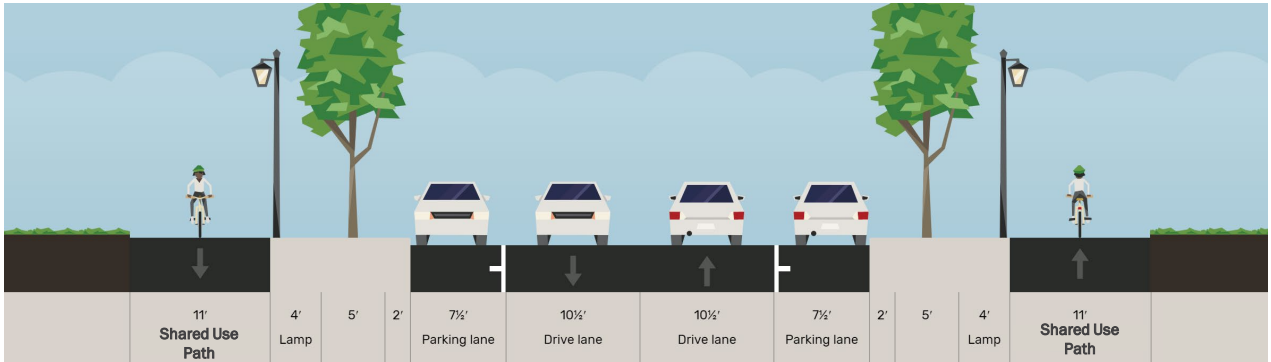 11' 4' 5' 2' 7½' 10½' 10½' 7½' 2' 5' 4' 11'
Shared Use Lamp Parking lane Drive lane Drive lane Parking lane Lamp Shared Use
Path Path